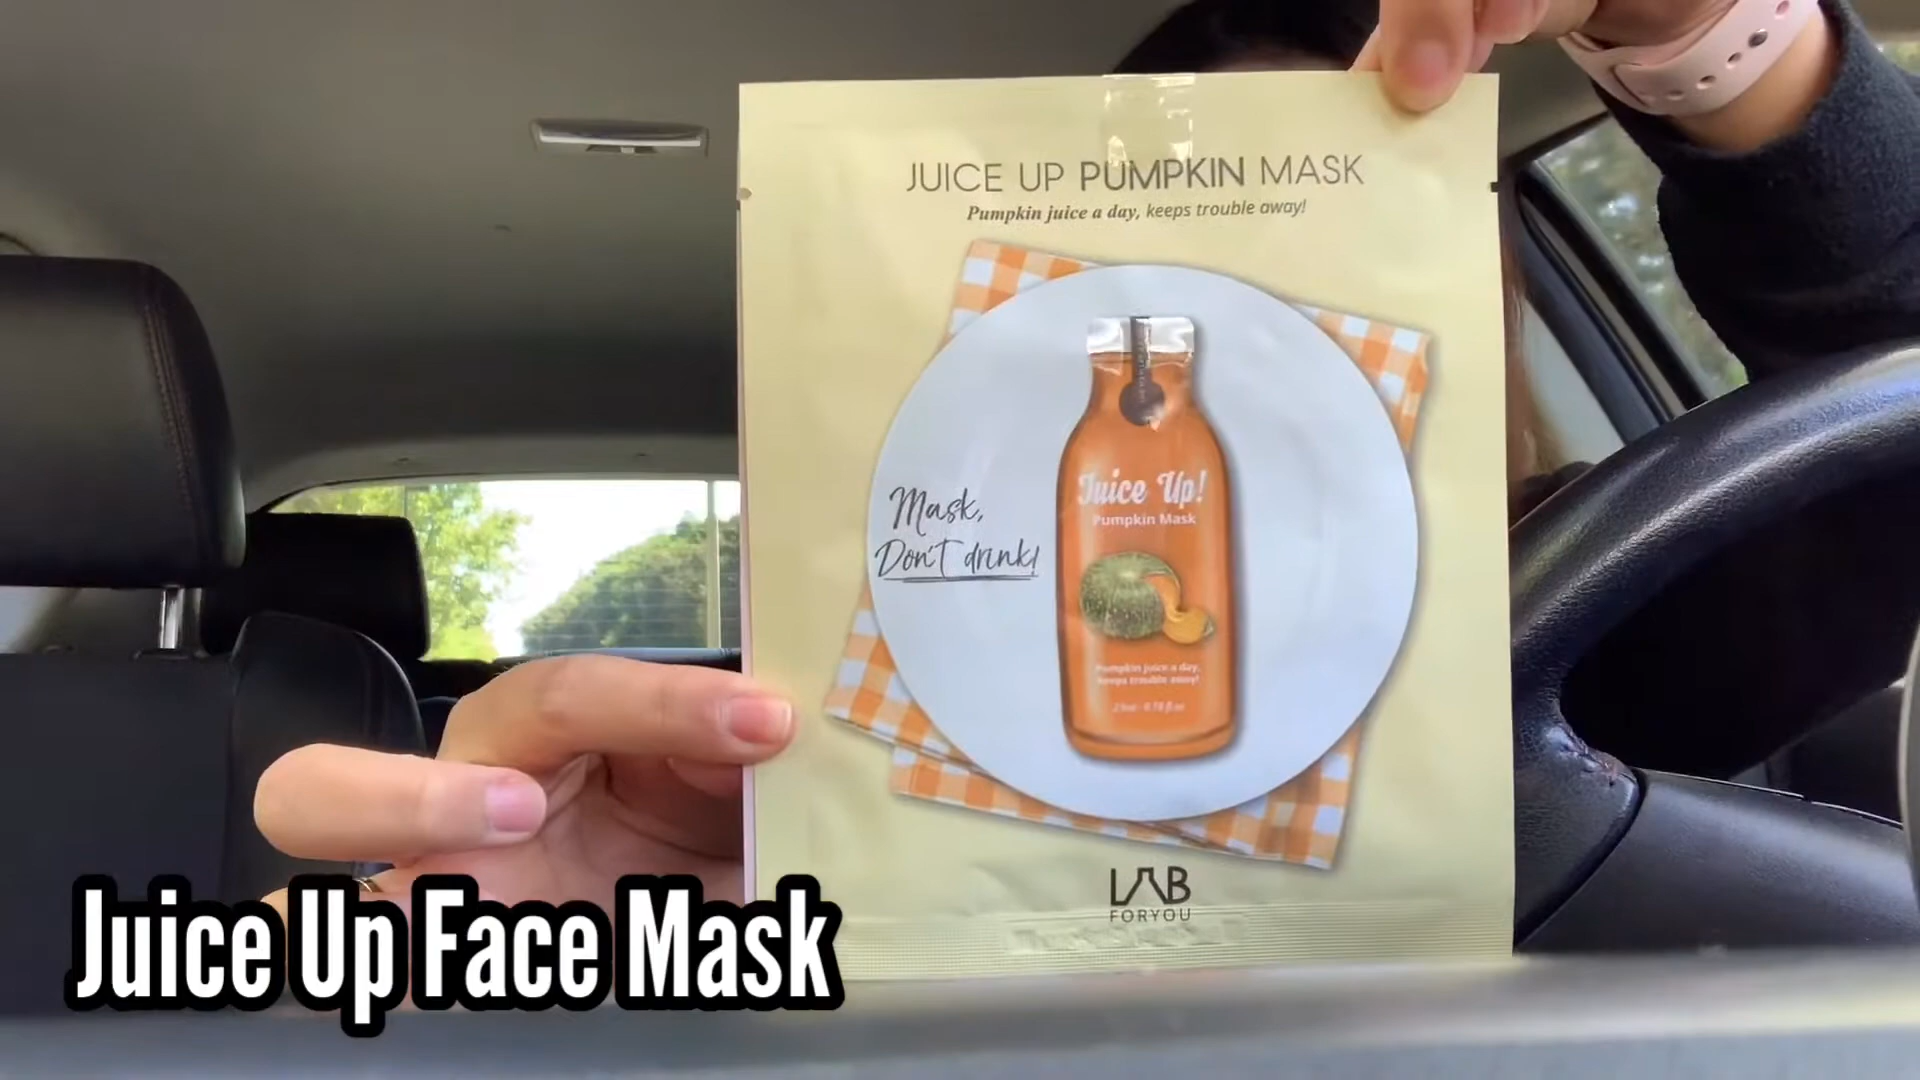 JUICE UP PUMPKIN MASK
Pumpkin juice a day, keeps trouble away!
Mask,
Don't drink!
Juice Up!
Pumpkin Mask
Pumpkin juice a day,
keeps trouble away!
LAB
FORYOU
Juice Up Face Mask